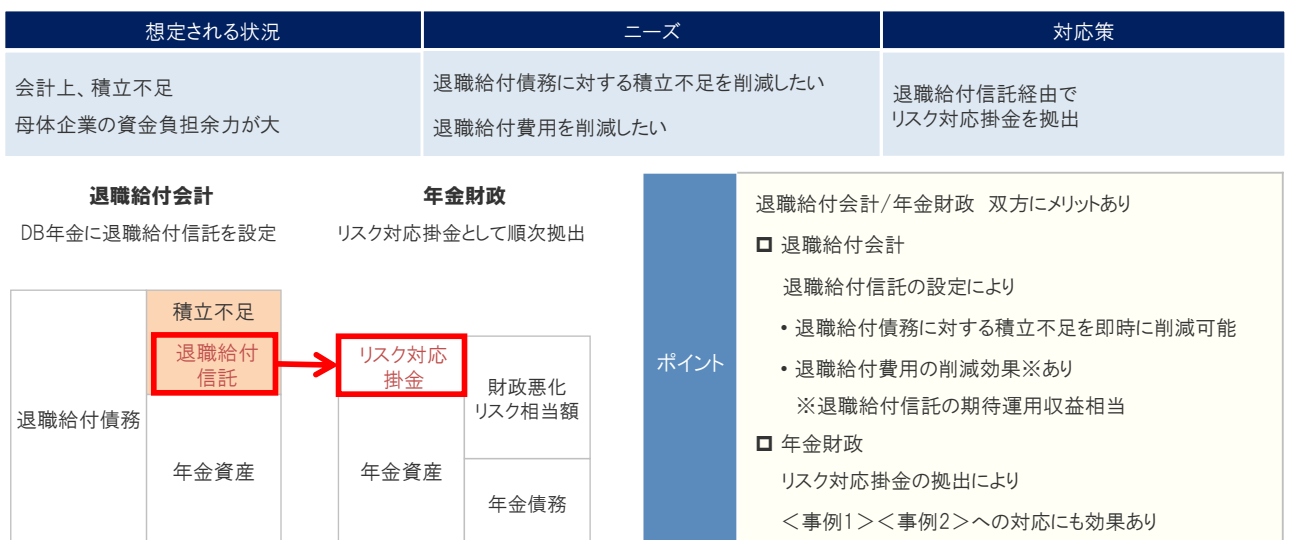 想定される状況
ニーズ
対応策
会計上、積立不足
母体企業の資金負担余力が大
退職給付債務に対する積立不足を削減したい
退職給付費用を削減したい
退職給付信託経由で
リスク対応掛金を拠出
退職給付会計
DB年金に退職給付信託を設定
年金財政
リスク対応掛金として順次拠出
退職給付債務
積立不足
退職給付
信託
年金資産
リスク対応
掛金
年金資産
財政悪化
リスク相当額
年金債務
ポイント
退職給付会計/年金財政 双方にメリットあり
退職給付会計
退職給付信託の設定により
・退職給付債務に対する積立不足を即時に削減可能
・退職給付費用の削減効果※あり
※退職給付信託の期待運用収益相当
年金財政
リスク対応掛金の拠出により
＜事例1＞＜事例2＞への対応にも効果あり